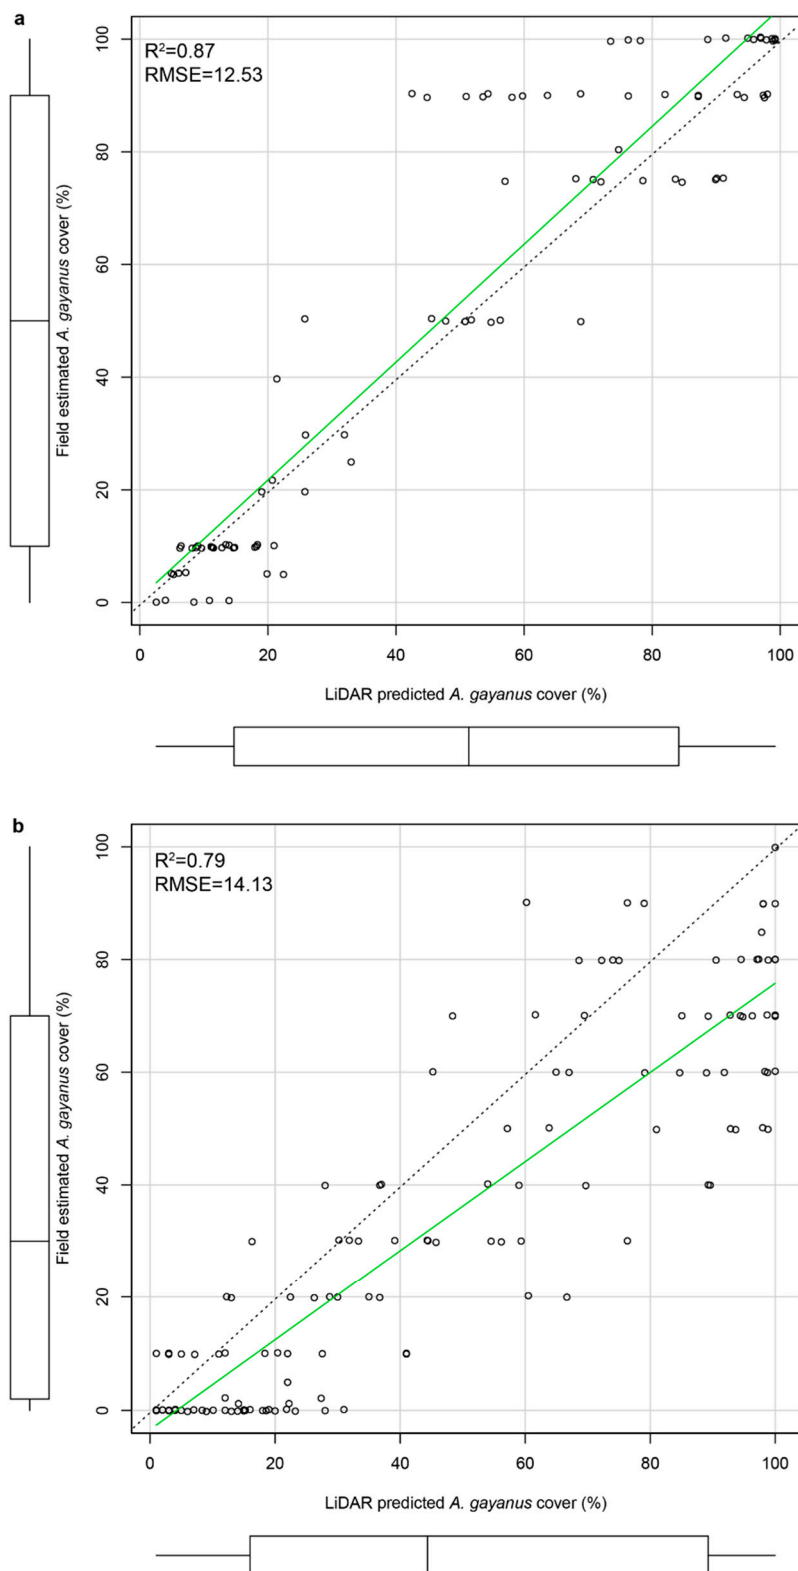 a
R²=0.87
RMSE=12.53
100
80
60
40
20
0
Field estimated A. gayanus cover (%)
0 20 40 60 80 100
LiDAR predicted A. gayanus cover (%)
b
R²=0.79
RMSE=14.13
100
80
60
40
20
0
Field estimated A. gayanus cover (%)
0 20 40 60 80 100
LiDAR predicted A. gayanus cover (%)